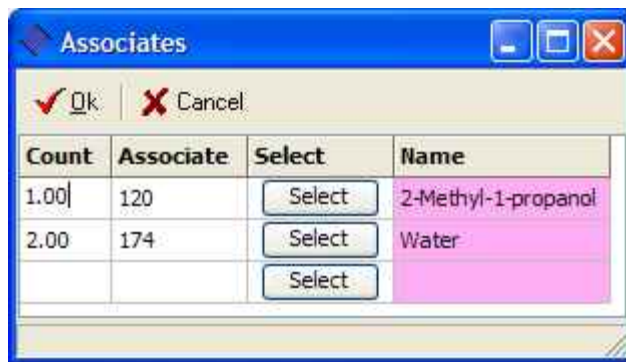 Associates
Ok Cancel
Count Associate Select Name
1.00 120 Select 2-Methyl-1-propanol
2.00 174 Select Water
Select